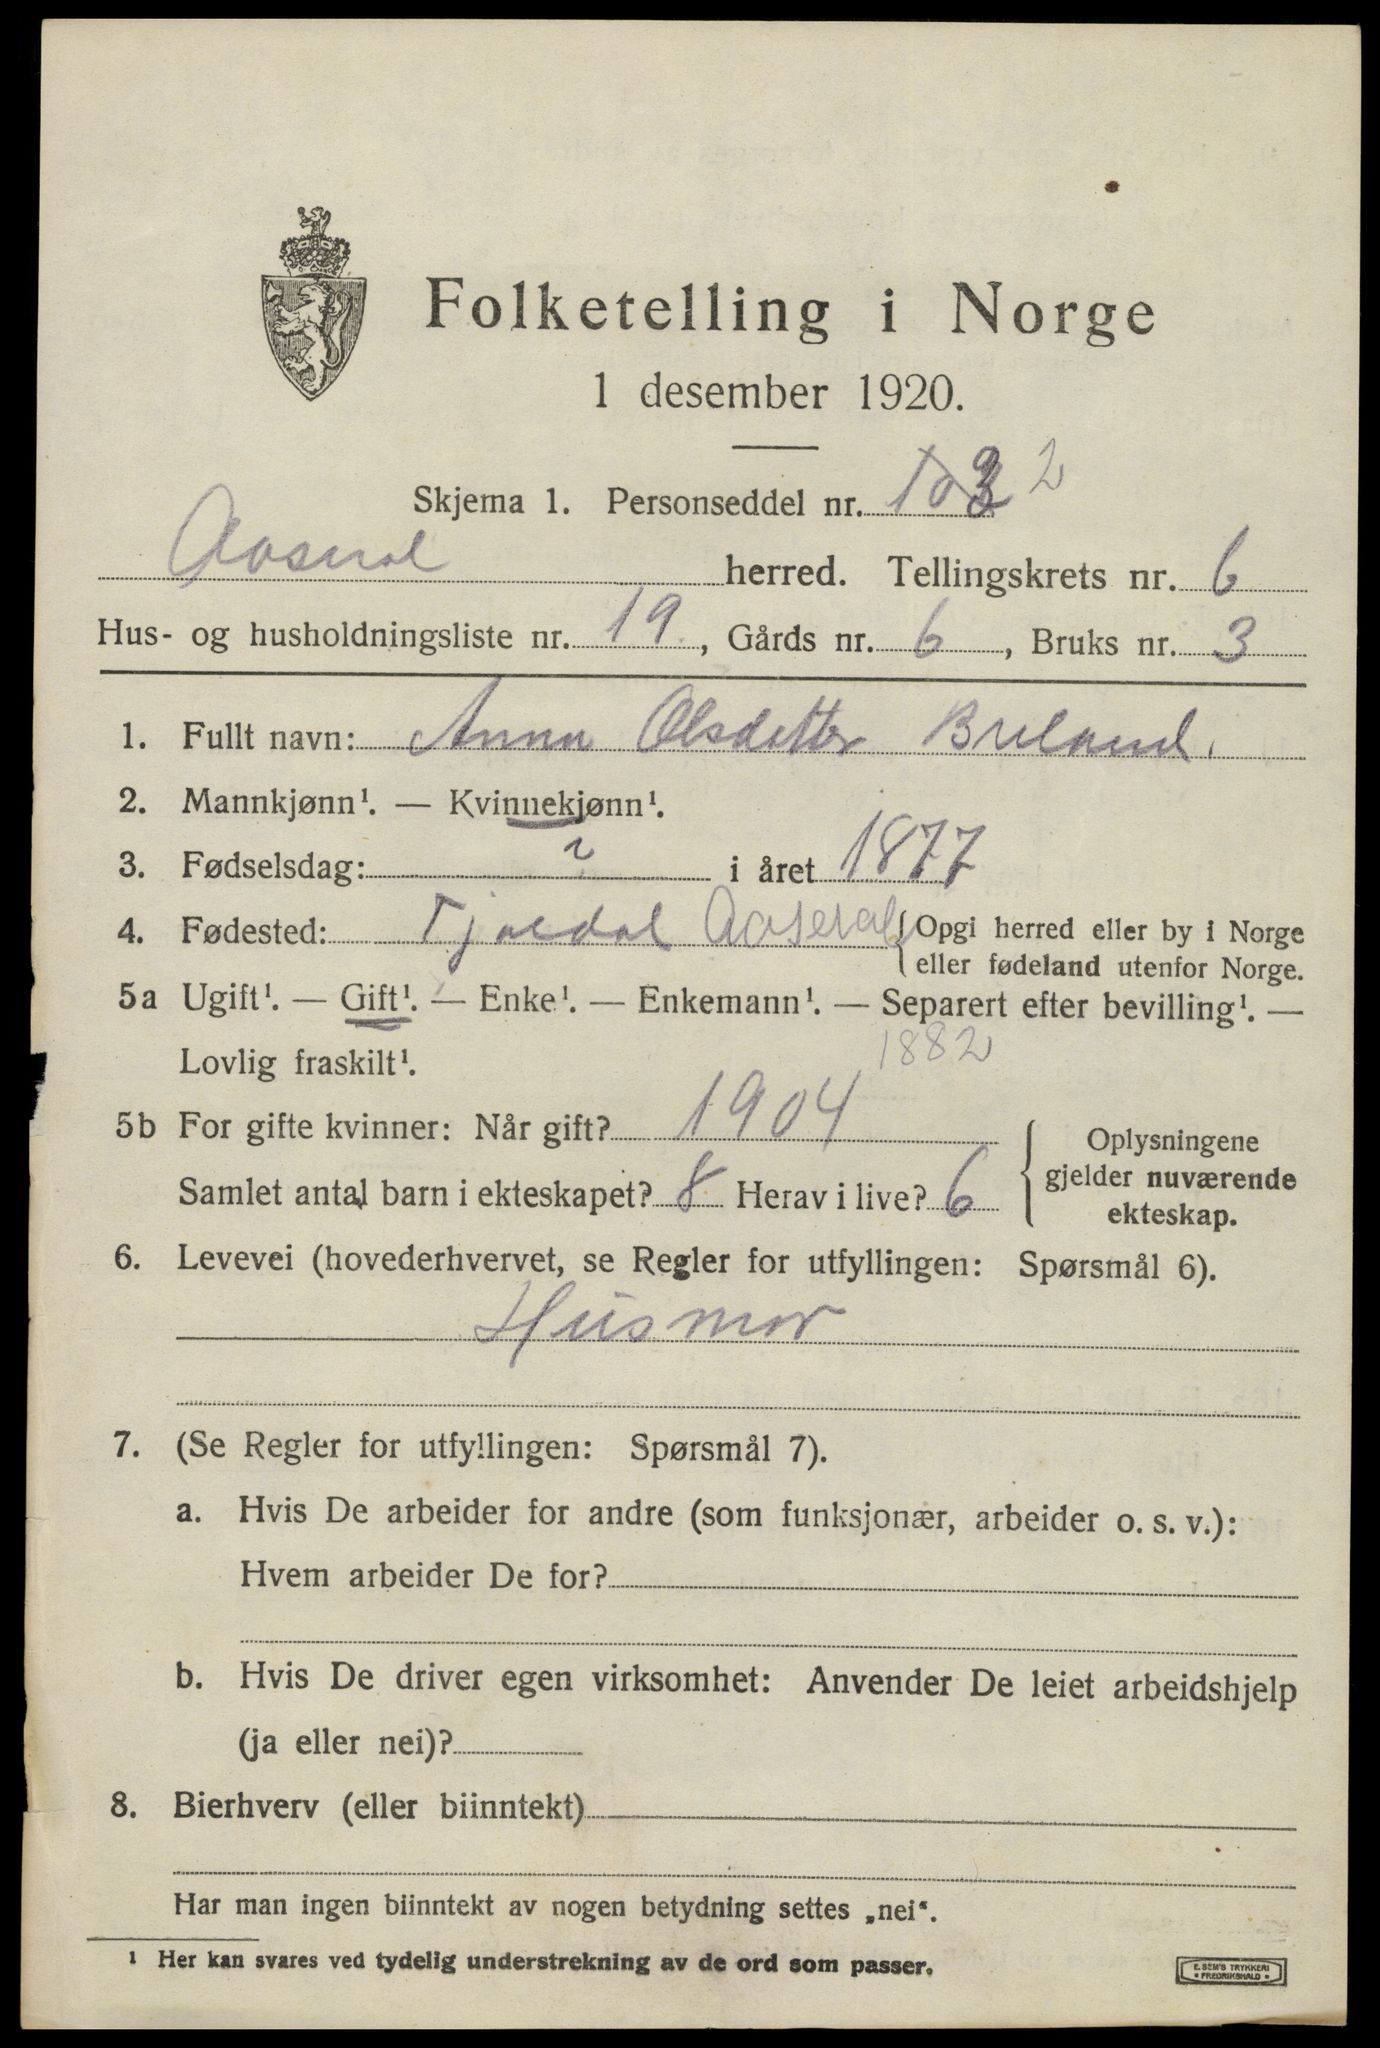 Folketelling i Norge
1 desember 1920.
Skjema 1. Personseddel nr. 2
Aaseral herred. Tellingskrets nr. 6
Hus- og husholdningsliste nr. 19, Gårds nr. 6, Bruks nr. 3
1. Fullt navn: Anna Olsdatter Breland.
2. Mannkjønn¹. — Kvinnekjønn¹.
3. Fødselsdag: ? i året 1877
4. Fødested: Aaseral { Opgi herred eller by i Norge
eller fødeland utenfor Norge.
5a Ugift¹. — Gift¹. — Enke¹. — Enkemann¹. — Separert efter bevilling¹. —
Lovlig fraskilt¹. 1882
5b For gifte kvinner: Når gift? 1904
Samlet antal barn i ekteskapet? 8 Herav i live? 6
{ Oplysningene
gjelder nuværende
ekteskap.
6. Levevei (hovederhvervet, se Regler for utfyllingen: Spørsmål 6).
Husmor
7. (Se Regler for utfyllingen: Spørsmål 7).
a. Hvis De arbeider for andre (som funksjonær, arbeider o. s. v.):
Hvem arbeider De for?
b. Hvis De driver egen virksomhet: Anvender De leiet arbeidshjelp
(ja eller nei)?
8. Bierhverv (eller biinntekt)
Har man ingen biinntekt av nogen betydning settes „nei“.
¹ Her kan svares ved tydelig understrekning av de ord som passer.
E. SEM'S TRYKKERI
• FREDRIKSHALD •